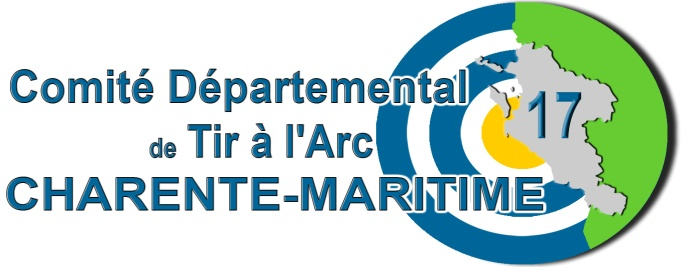 Comité Départemental
de Tir à l'Arc
CHARENTE-MARITIME
17